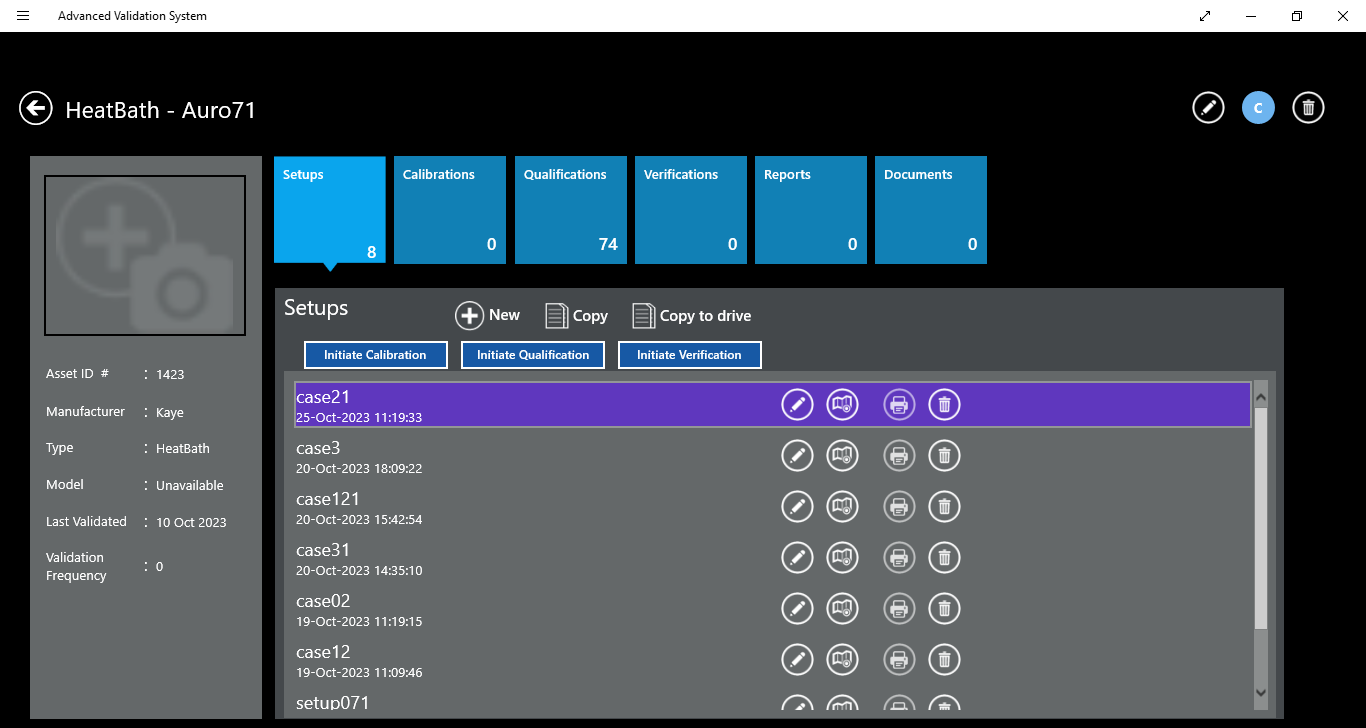 Advanced Validation System
HeatBath - Auro71
C
Setups
8
Calibrations
0
Qualifications
74
Verifications
0
Reports
0
Documents
0
Asset ID # : 1423
Manufacturer : Kaye
Type : HeatBath
Model : Unavailable
Last Validated : 10 Oct 2023
Validation
Frequency : 0
Setups
New
Copy
Copy to drive
Initiate Calibration
Initiate Qualification
Initiate Verification
case21
25-Oct-2023 11:19:33
case3
20-Oct-2023 18:09:22
case121
20-Oct-2023 15:42:54
case31
20-Oct-2023 14:35:10
case02
19-Oct-2023 11:19:15
case12
19-Oct-2023 11:09:46
setup071